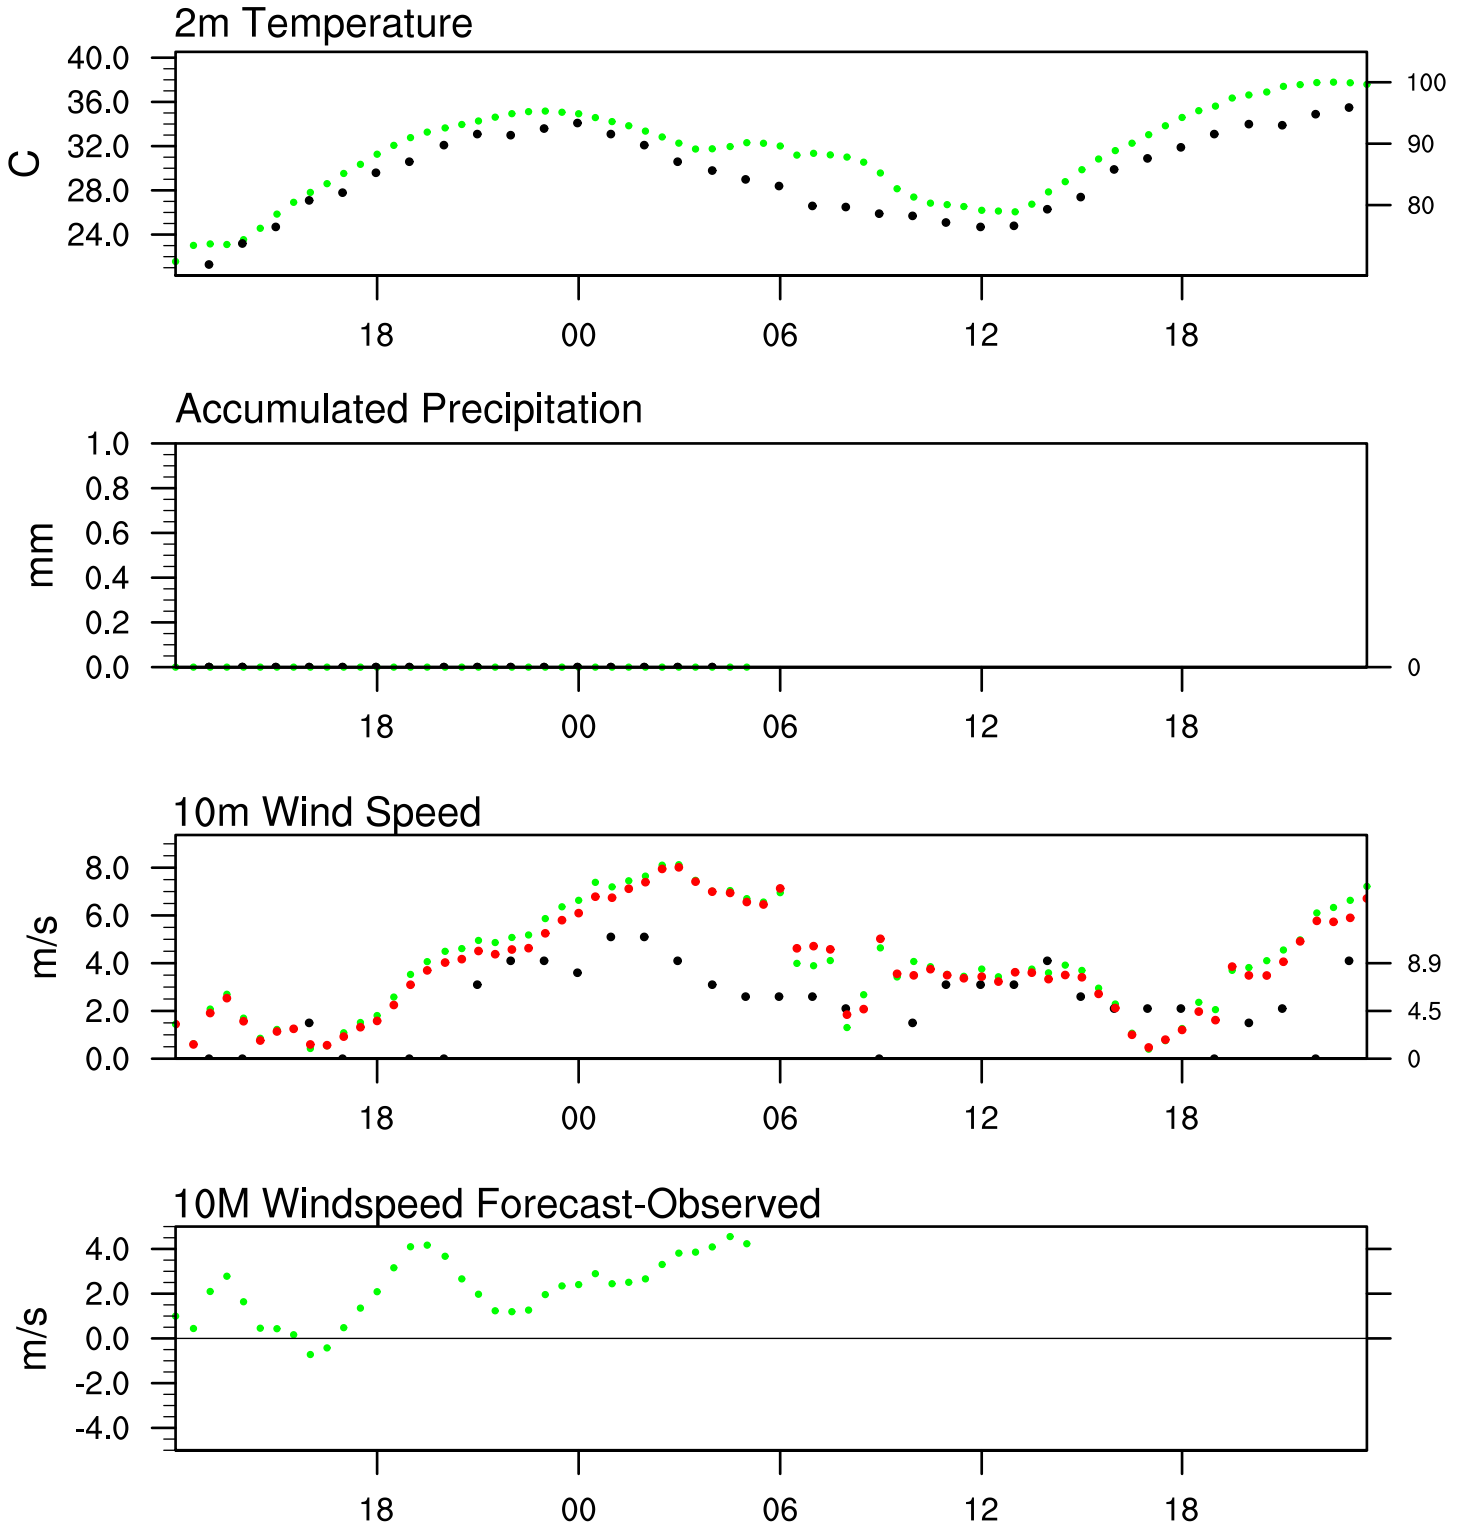 2m Temperature
40.0
36.0
32.0
28.0
24.0
C
100
90
80
18 00 06 12 18
Accumulated Precipitation
1.0
0.8
0.6
0.4
0.2
0.0
mm
0
18 00 06 12 18
10m Wind Speed
8.0
6.0
4.0
2.0
0.0
m/s
8.9
4.5
0
18 00 06 12 18
10M Windspeed Forecast-Observed
4.0
2.0
0.0
-2.0
-4.0
m/s
18 00 06 12 18